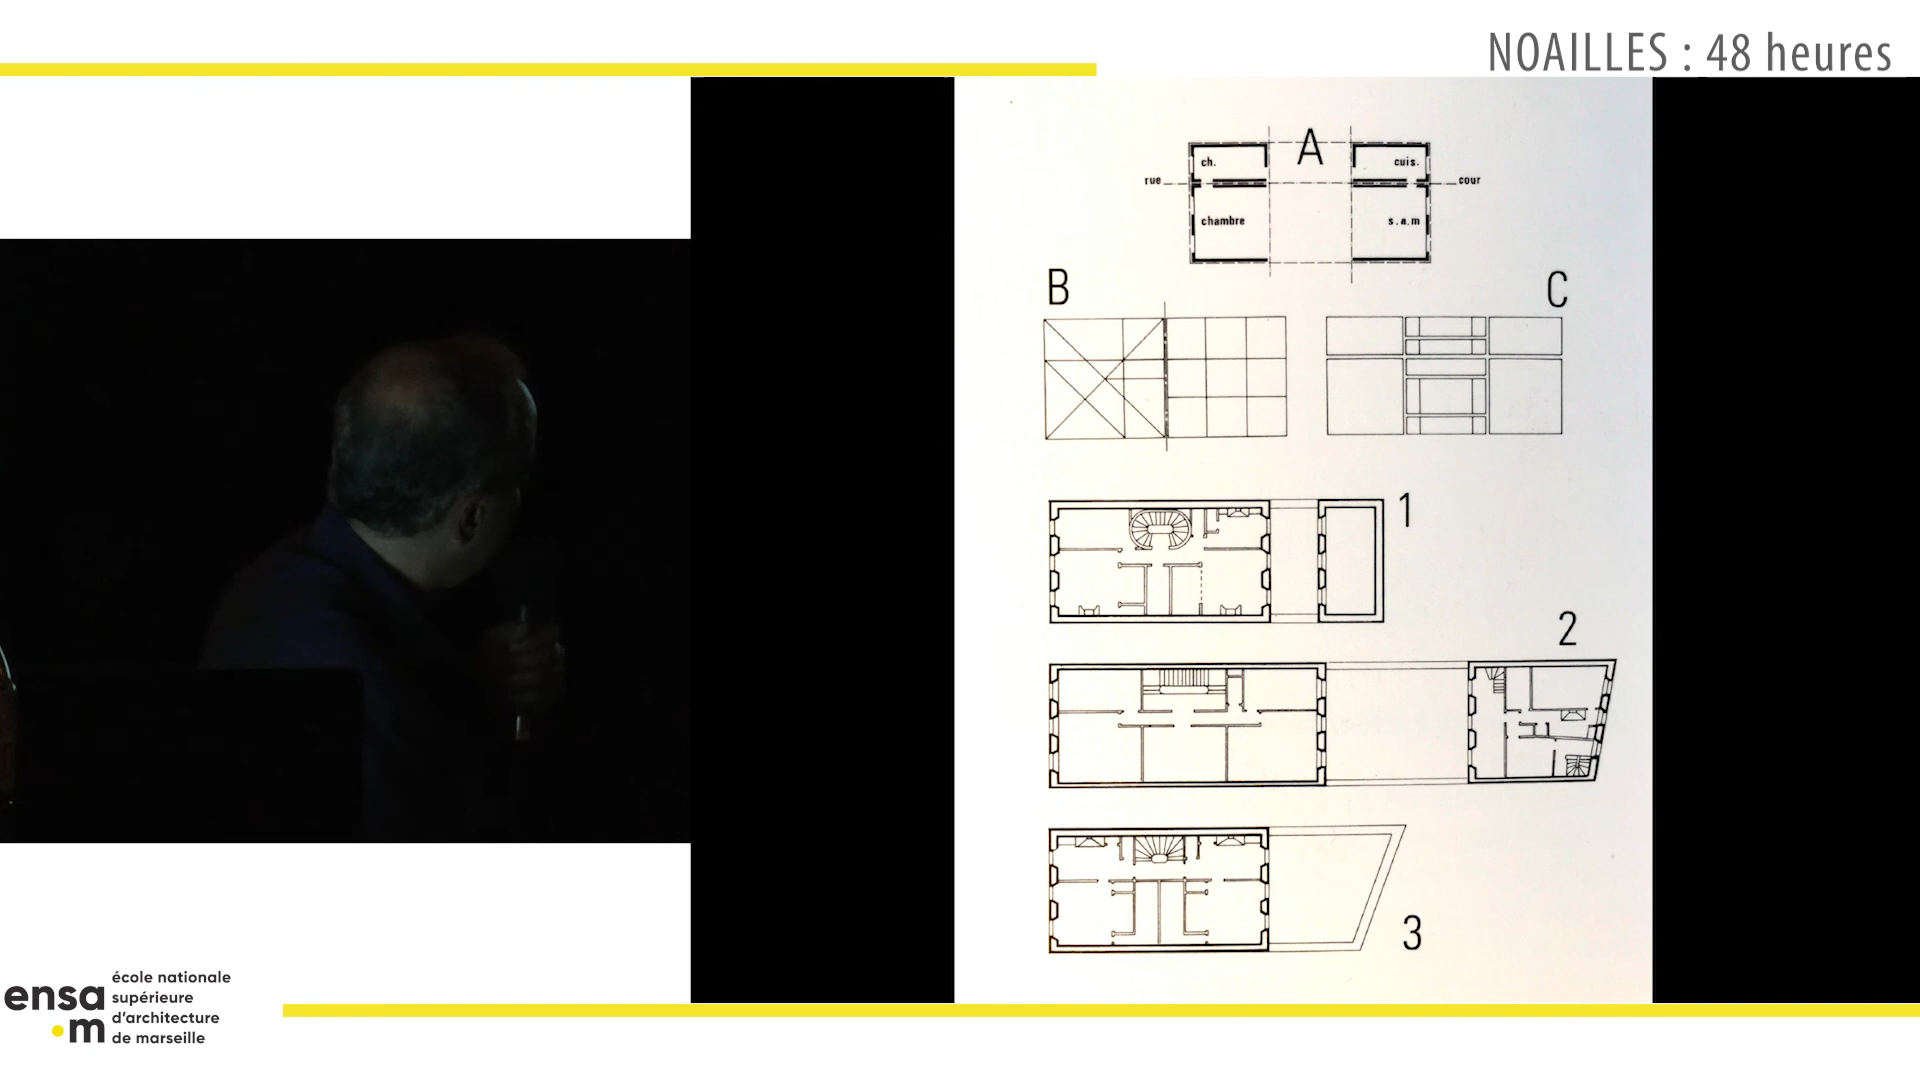 NOAILLES : 48 heures
A
ch.
cuis.
rue
cour
chambre
s.a.m
B
C
1
2
3
ensa
•m
école nationale
supérieure
d'architecture
de marseille